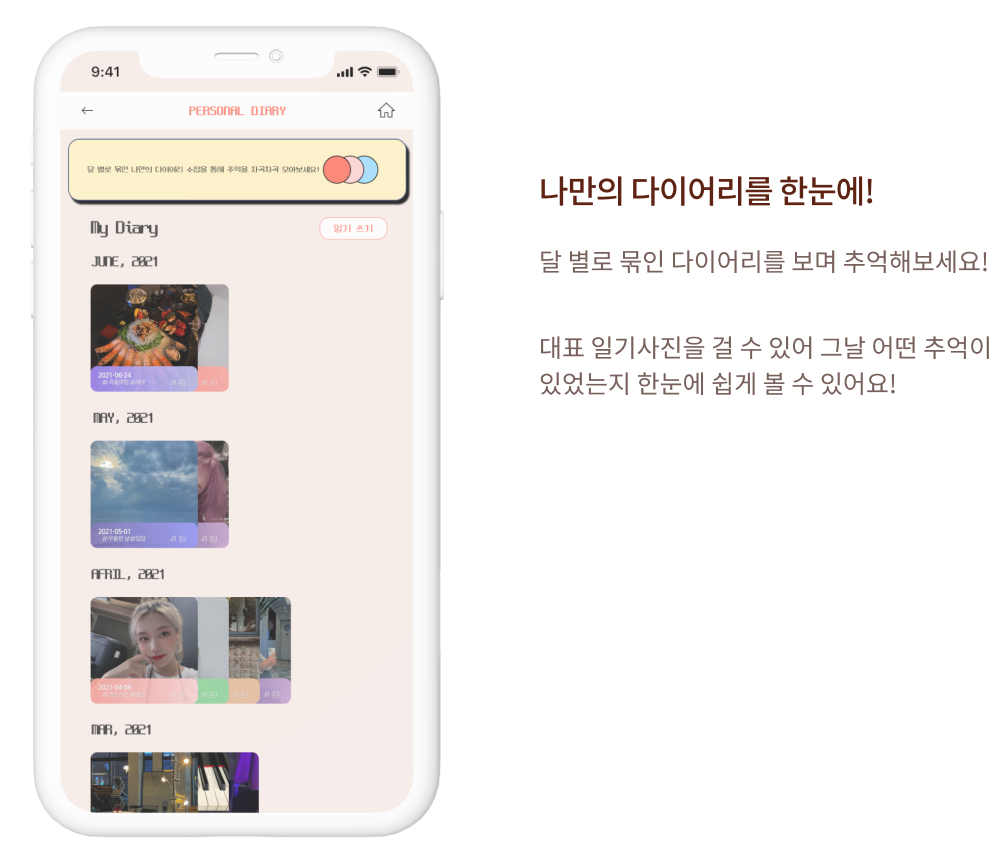 9:41
PERSONAL DIARY
달 별로 묶인 나만의 다이어리 수첩을 통해 추억을 차곡차곡 모아보세요!
My Diary
일기 쓰기
JUNE, 2021
2021-06-24
MAY, 2021
2021-05-01
AFRIL, 2021
2021-04-08
MAR, 2021
나만의 다이어리를 한눈에!
달 별로 묶인 다이어리를 보며 추억해보세요!
대표 일기사진을 걸 수 있어 그날 어떤 추억이
있었는지 한눈에 쉽게 볼 수 있어요!